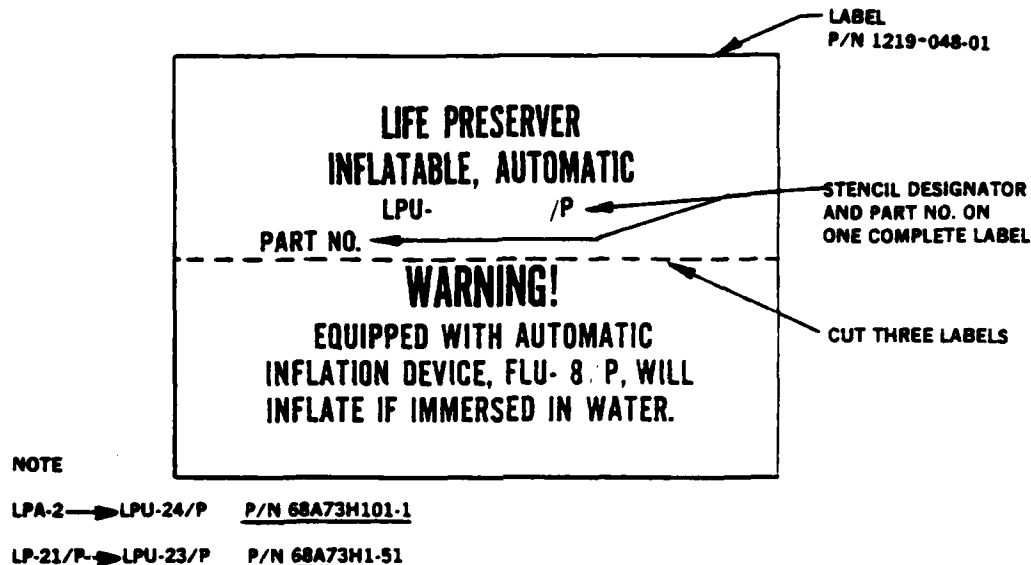 LABEL
P/N 1219-048-01
LIFE PRESERVER
INFLATABLE, AUTOMATIC
LPU- /P
PART NO.
STENCIL DESIGNATOR
AND PART NO. ON
ONE COMPLETE LABEL
WARNING!
EQUIPPED WITH AUTOMATIC
INFLATION DEVICE, FLU- 8 P, WILL
INFLATE IF IMMERSED IN WATER.
CUT THREE LABELS
NOTE
LPA-2 LPU-24/P P/N 68A73H101-1
LP-21/P LPU-23/P P/N 68A73H1-51